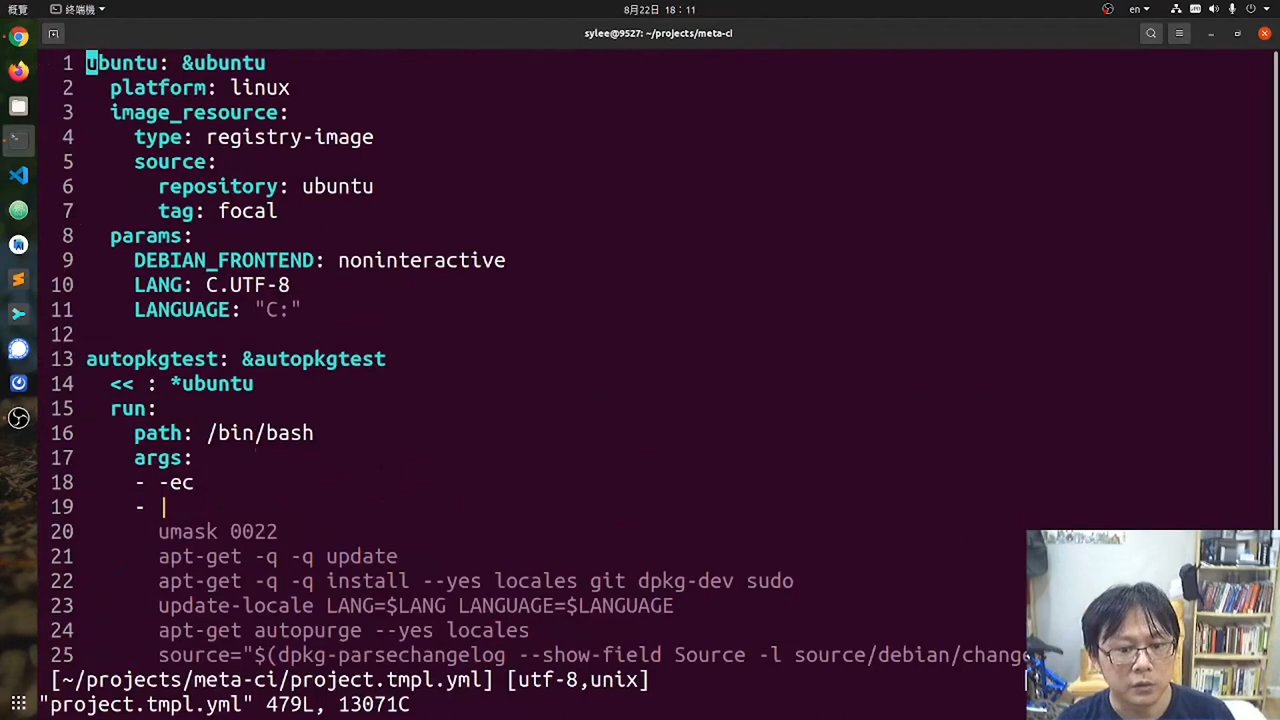 概覽 終端機 8月22日 18:11 en
sylee@9527: ~/projects/meta-ci
1 ubuntu: &ubuntu
2 platform: linux
3 image_resource:
4 type: registry-image
5 source:
6 repository: ubuntu
7 tag: focal
8 params:
9 DEBIAN_FRONTEND: noninteractive
10 LANG: C.UTF-8
11 LANGUAGE: "C:"
12
13 autopkgtest: &autopkgtest
14 << : *ubuntu
15 run:
16 path: /bin/bash
17 args:
18 - -ec
19 - |
20 umask 0022
21 apt-get -q -q update
22 apt-get -q -q install --yes locales git dpkg-dev sudo
23 update-locale LANG=$LANG LANGUAGE=$LANGUAGE
24 apt-get autopurge --yes locales
25 source="$(dpkg-parsechangelog --show-field Source -l source/debian/change
[~/projects/meta-ci/project.tmpl.yml] [utf-8,unix]
"project.tmpl.yml" 479L, 13071C